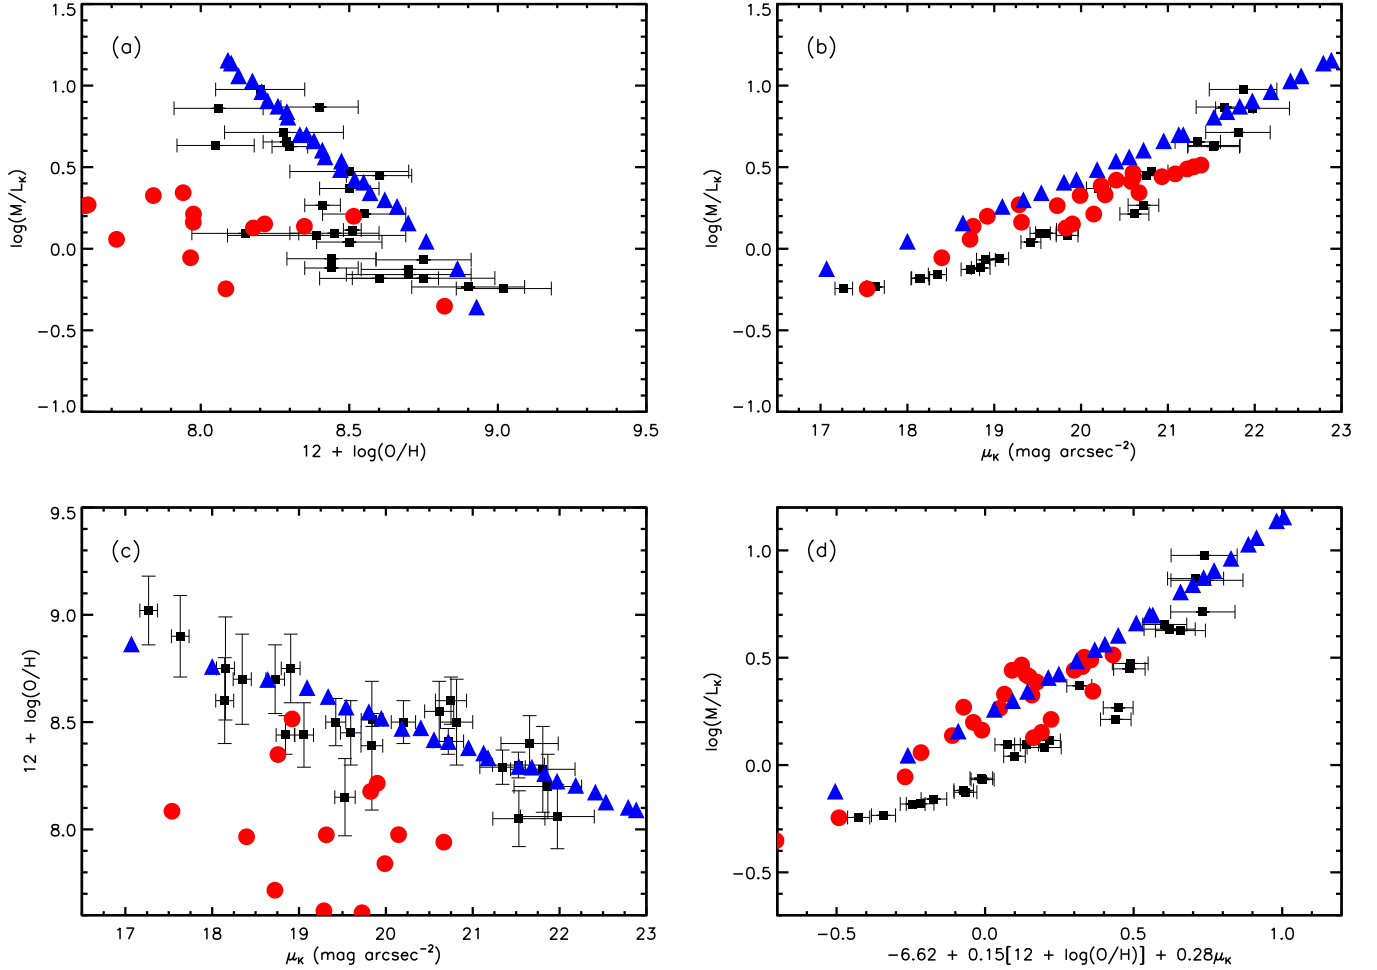 (a)
1.5
1.0
0.5
0.0
−0.5
−1.0
log(M/L_K)
8.0 8.5 9.0 9.5
12 + log(O/H)
(b)
1.5
1.0
0.5
0.0
−0.5
−1.0
log(M/L_K)
17 18 19 20 21 22 23
μ_K (mag arcsec⁻²)
(c)
9.5
9.0
8.5
8.0
12 + log(O/H)
17 18 19 20 21 22 23
μ_K (mag arcsec⁻²)
(d)
1.0
0.5
0.0
−0.5
log(M/L_K)
−0.5 0.0 0.5 1.0
−6.62 + 0.15[12 + log(O/H)] + 0.28μ_K